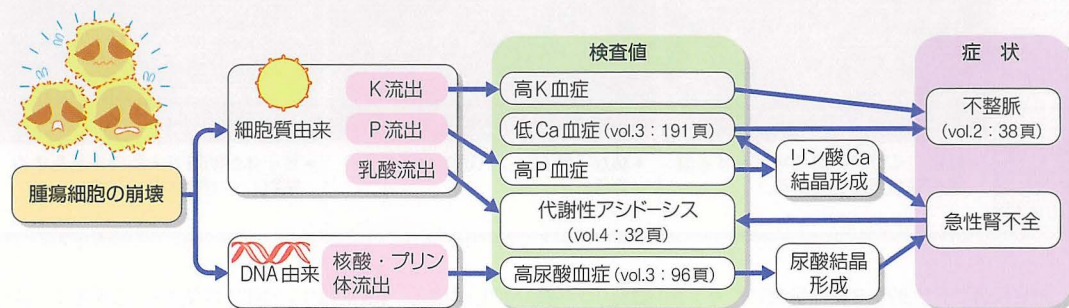 腫瘍細胞の崩壊
細胞質由来
K流出
P流出
乳酸流出
DNA由来
核酸・プリン
体流出
検査値
高K血症
低Ca血症(vol.3：191頁)
高P血症
代謝性アシドーシス
(vol.4：32頁)
高尿酸血症(vol.3：96頁)
リン酸Ca
結晶形成
尿酸結晶
形成
症 状
不整脈
(vol.2：38頁)
急性腎不全